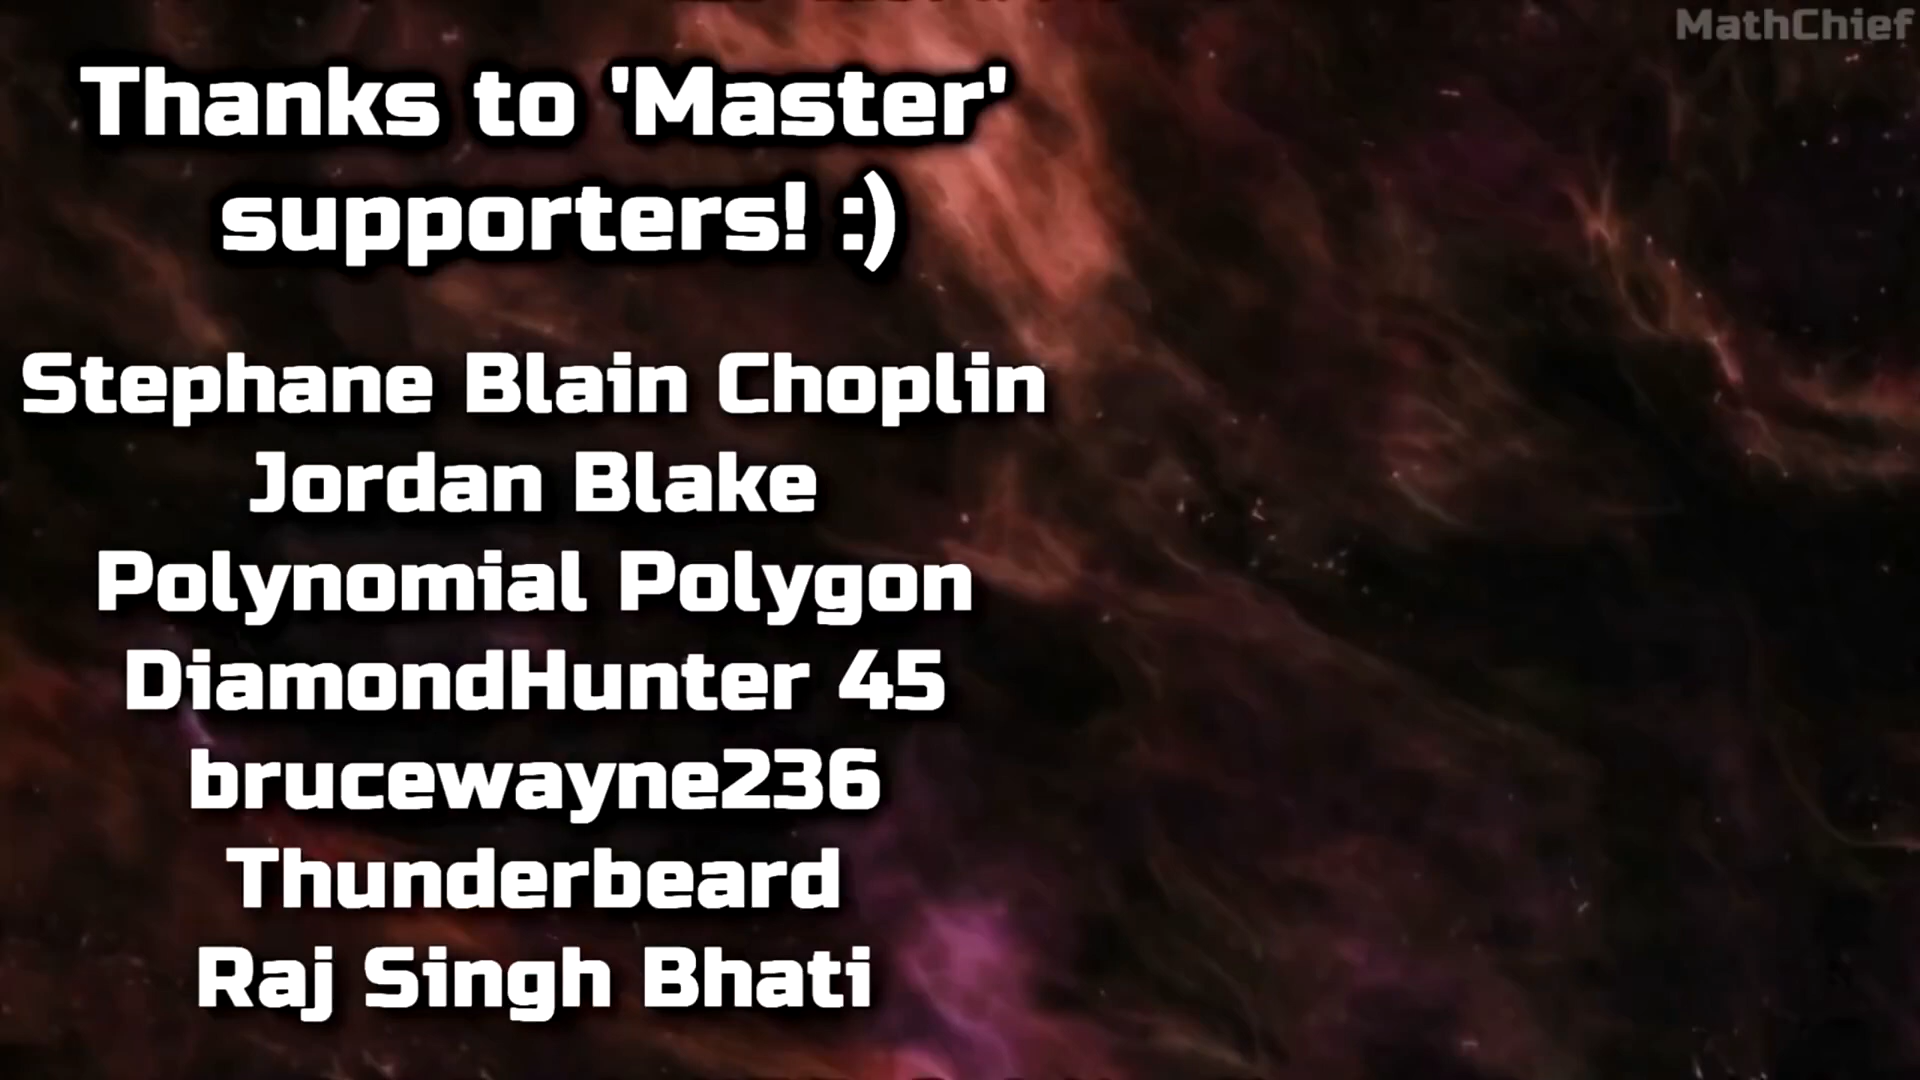 MathChief
Thanks to 'Master'
supporters! :)
Stephane Blain Choplin
Jordan Blake
Polynomial Polygon
DiamondHunter 45
brucewayne236
Thunderbeard
Raj Singh Bhati